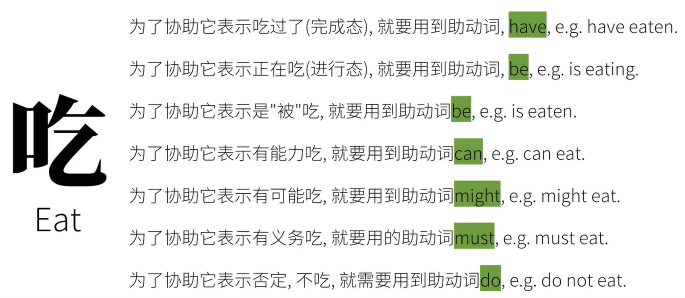 为了协助它表示吃过了(完成态), 就要用到助动词, have, e.g. have eaten.
为了协助它表示正在吃(进行态), 就要用到助动词, be, e.g. is eating.
为了协助它表示是"被"吃, 就要用到助动词be, e.g. is eaten.
为了协助它表示有能力吃, 就要用到助动词can, e.g. can eat.
为了协助它表示有可能吃, 就要用到助动词might, e.g. might eat.
为了协助它表示有义务吃, 就要用的助动词must, e.g. must eat.
为了协助它表示否定, 不吃, 就需要用到助动词do, e.g. do not eat.
吃
Eat